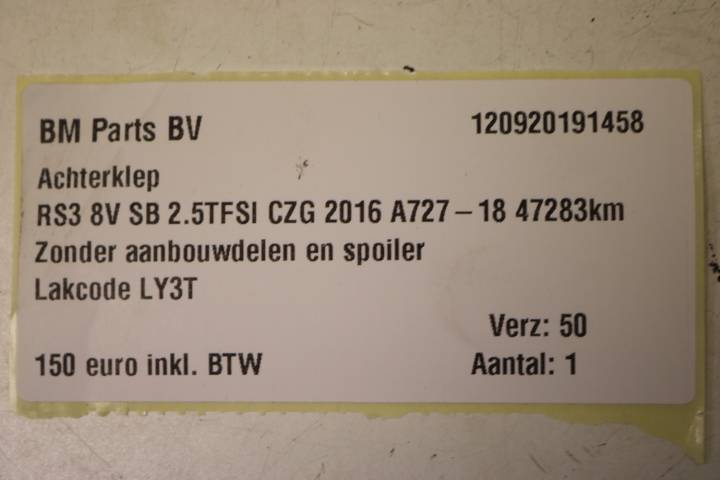 BM Parts BV 120920191458
Achterklep
RS3 8V SB 2.5TFSI CZG 2016 A727 – 18 47283km
Zonder aanbouwdelen en spoiler
Lakcode LY3T
Verz: 50
150 euro inkl. BTW Aantal: 1